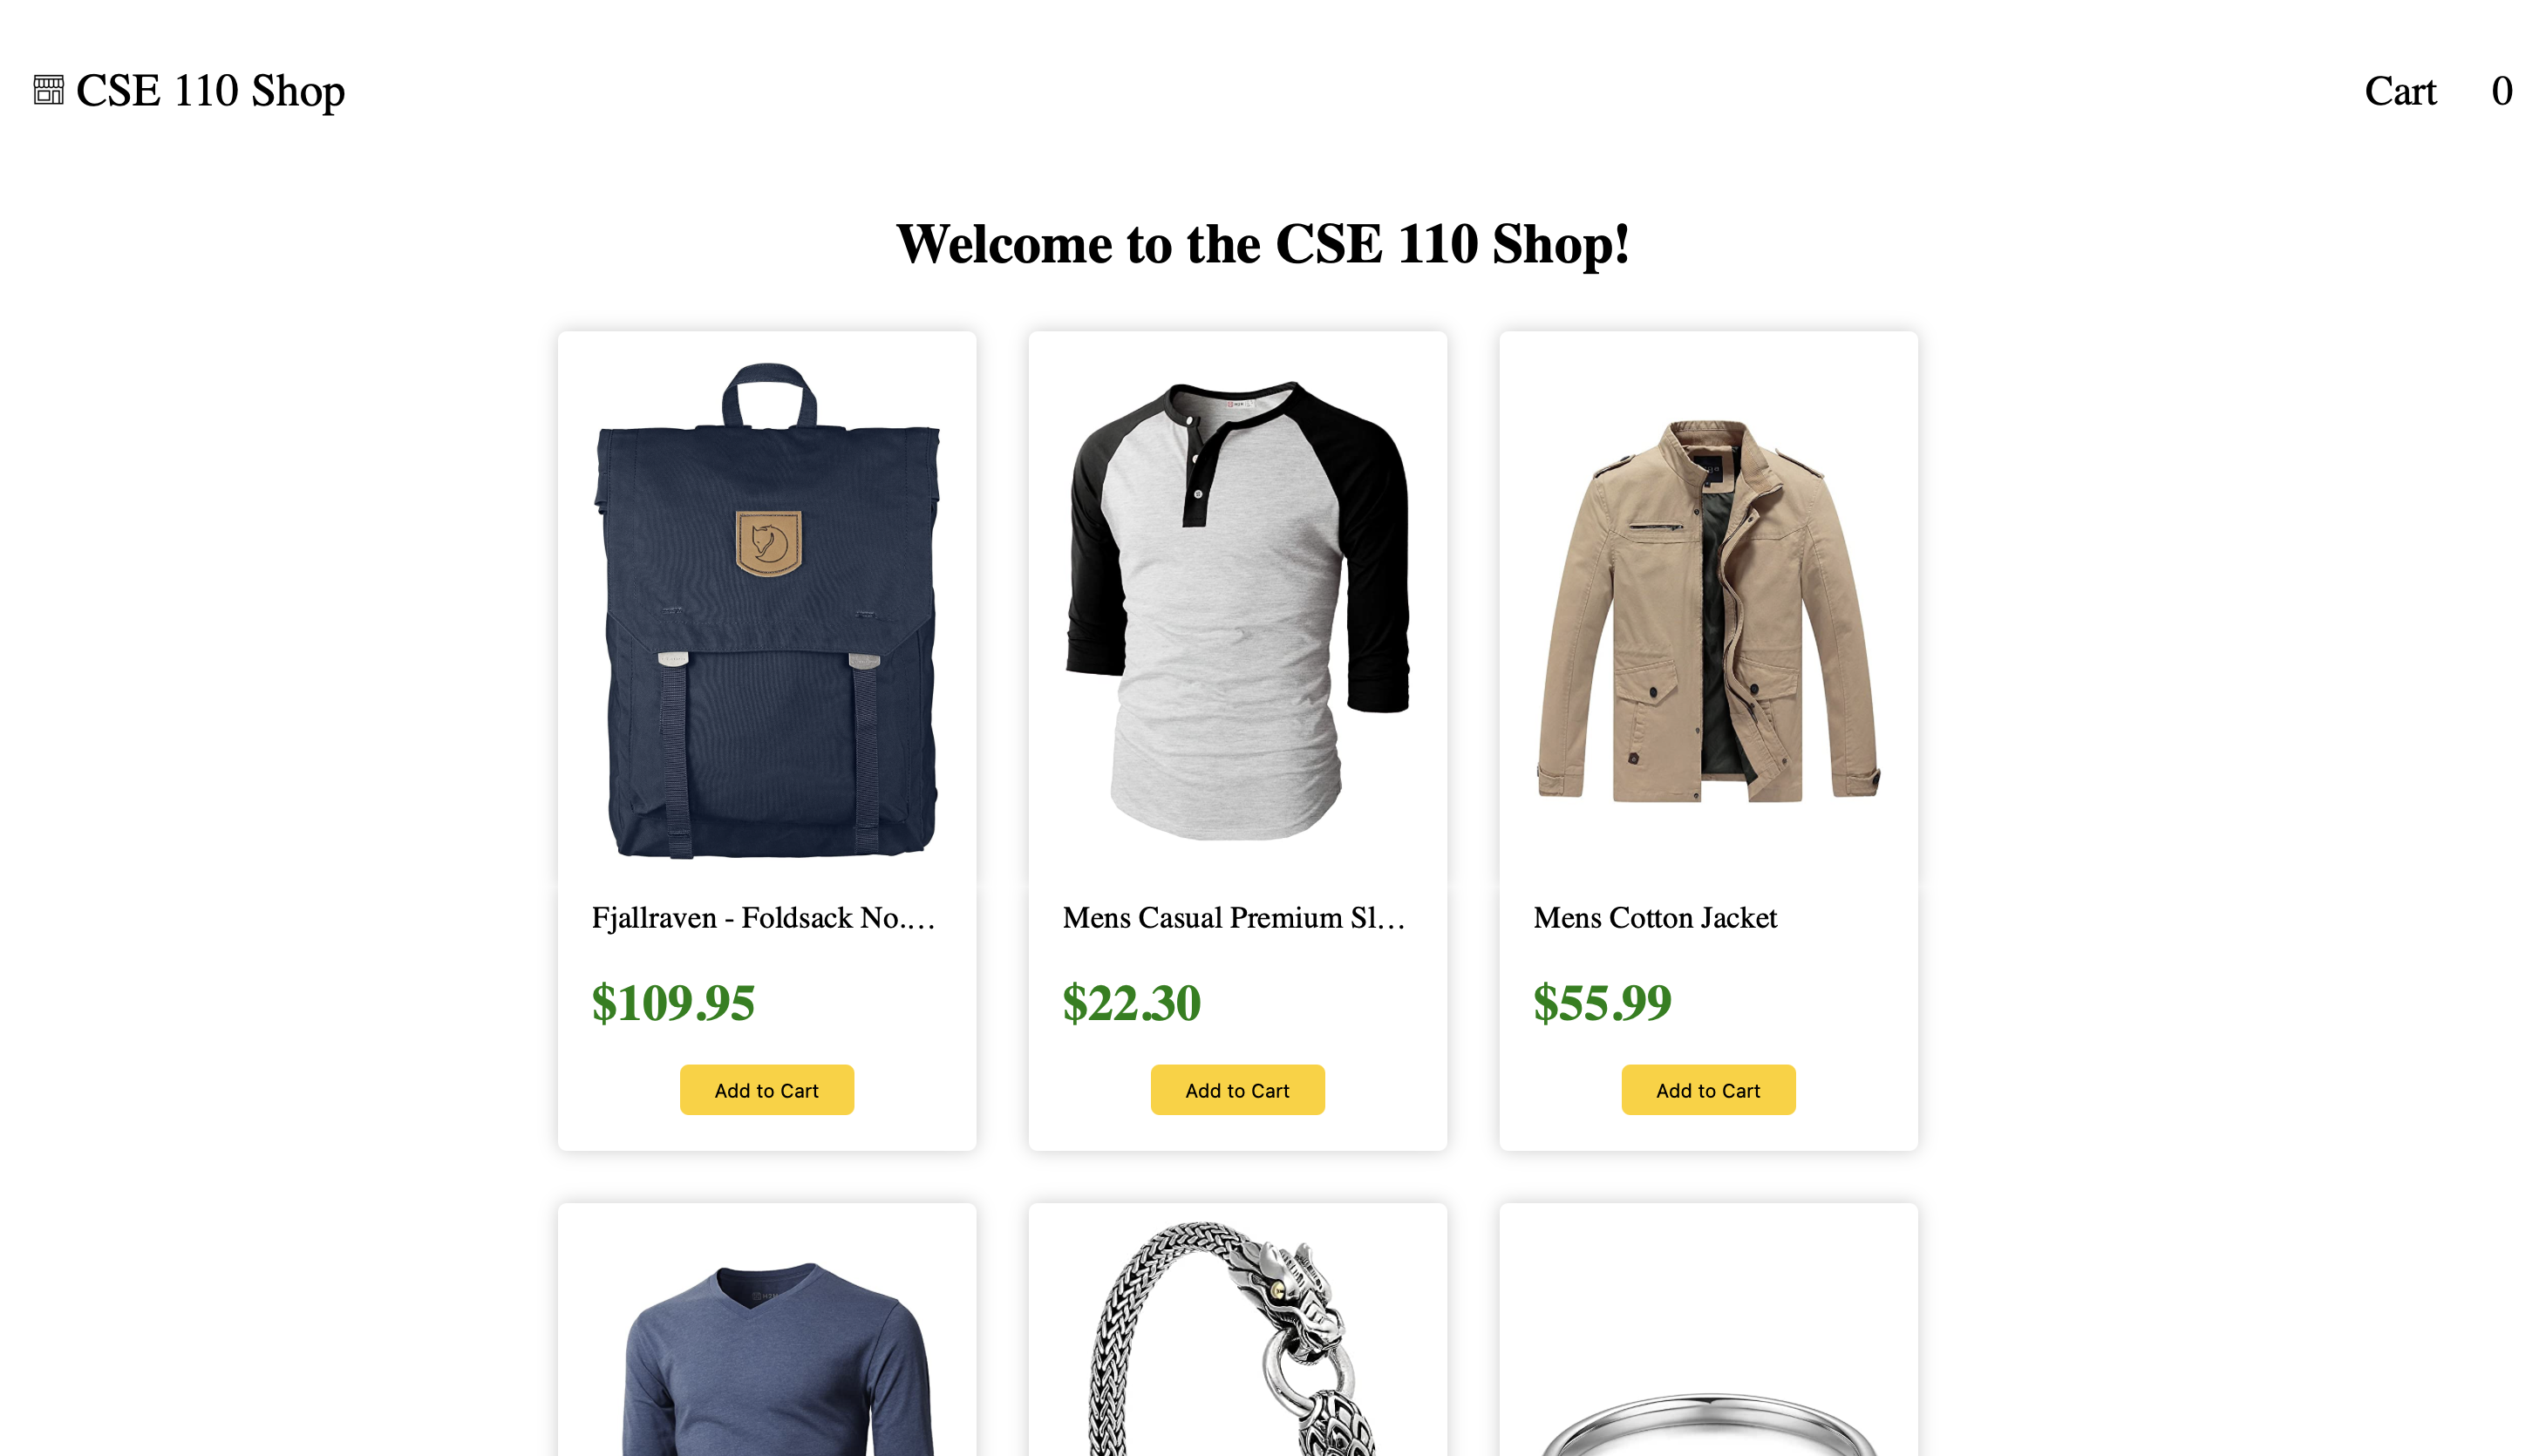 CSE 110 Shop
Cart 0
Welcome to the CSE 110 Shop!
Fjallraven - Foldsack No.…
Mens Casual Premium Sl…
Mens Cotton Jacket
$109.95
$22.30
$55.99
Add to Cart
Add to Cart
Add to Cart